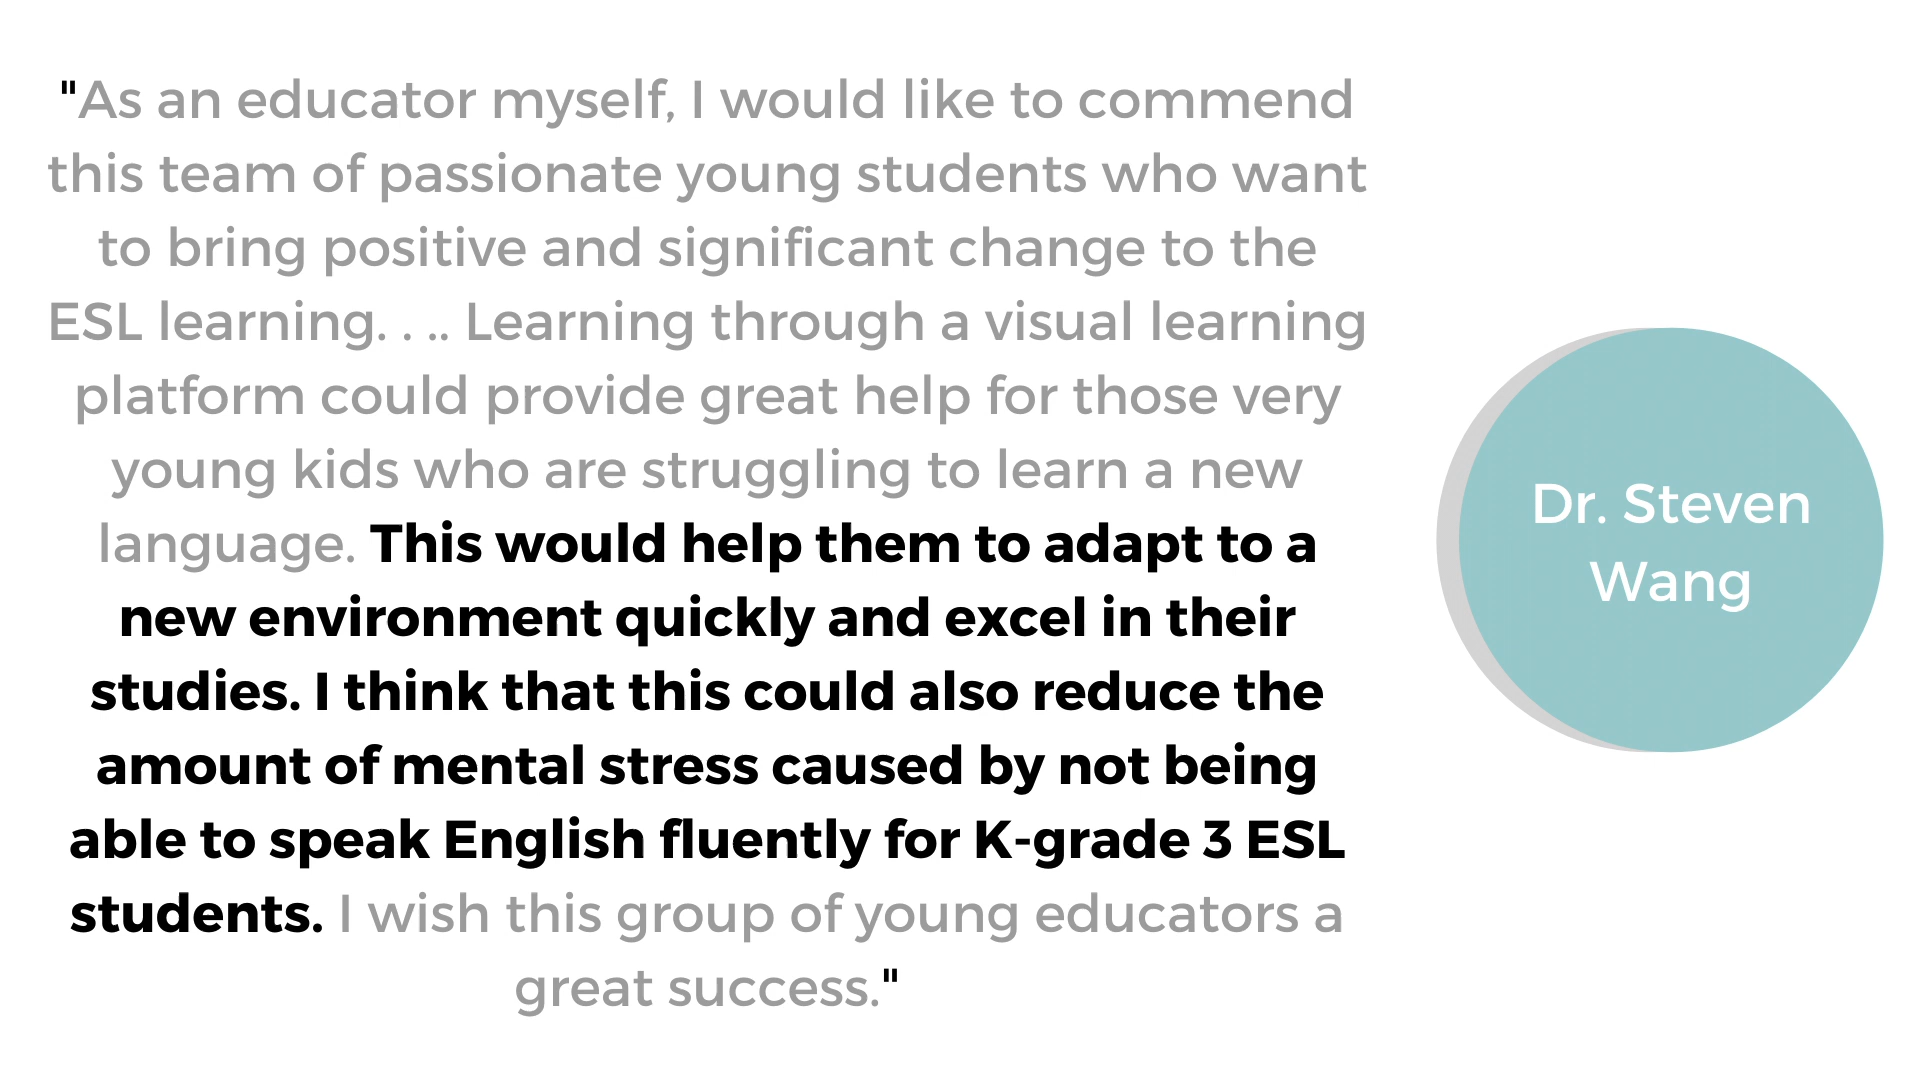 "As an educator myself, I would like to commend
this team of passionate young students who want
to bring positive and significant change to the
ESL learning. . .. Learning through a visual learning
platform could provide great help for those very
young kids who are struggling to learn a new
language. This would help them to adapt to a
new environment quickly and excel in their
studies. I think that this could also reduce the
amount of mental stress caused by not being
able to speak English fluently for K-grade 3 ESL
students. I wish this group of young educators a
great success."
Dr. Steven
Wang